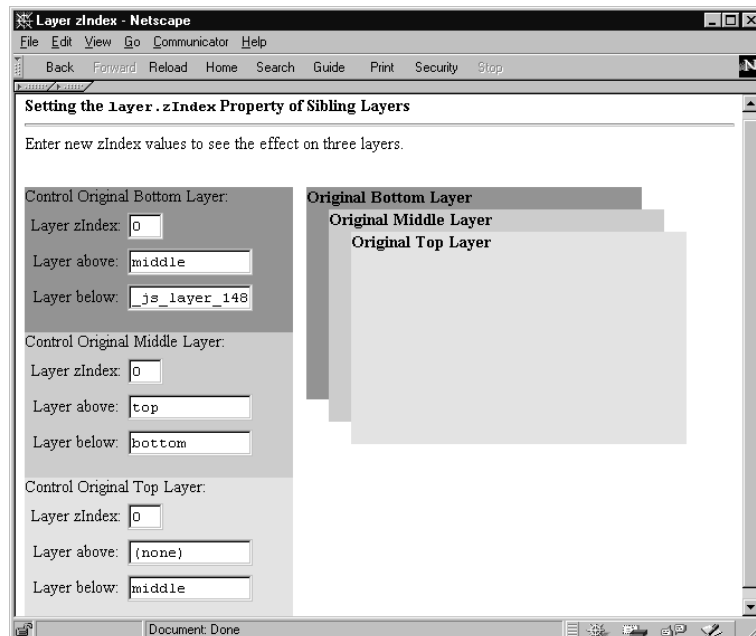 Layer zIndex - Netscape
File Edit View Go Communicator Help
Back Forward Reload Home Search Guide Print Security Stop
N
Setting the layer.zIndex Property of Sibling Layers
Enter new zIndex values to see the effect on three layers.
Control Original Bottom Layer:
Layer zIndex: 0
Layer above: middle
Layer below: _js_layer_148
Control Original Middle Layer:
Layer zIndex: 0
Layer above: top
Layer below: bottom
Control Original Top Layer:
Layer zIndex: 0
Layer above: (none)
Layer below: middle
Original Bottom Layer
Original Middle Layer
Original Top Layer
Document: Done